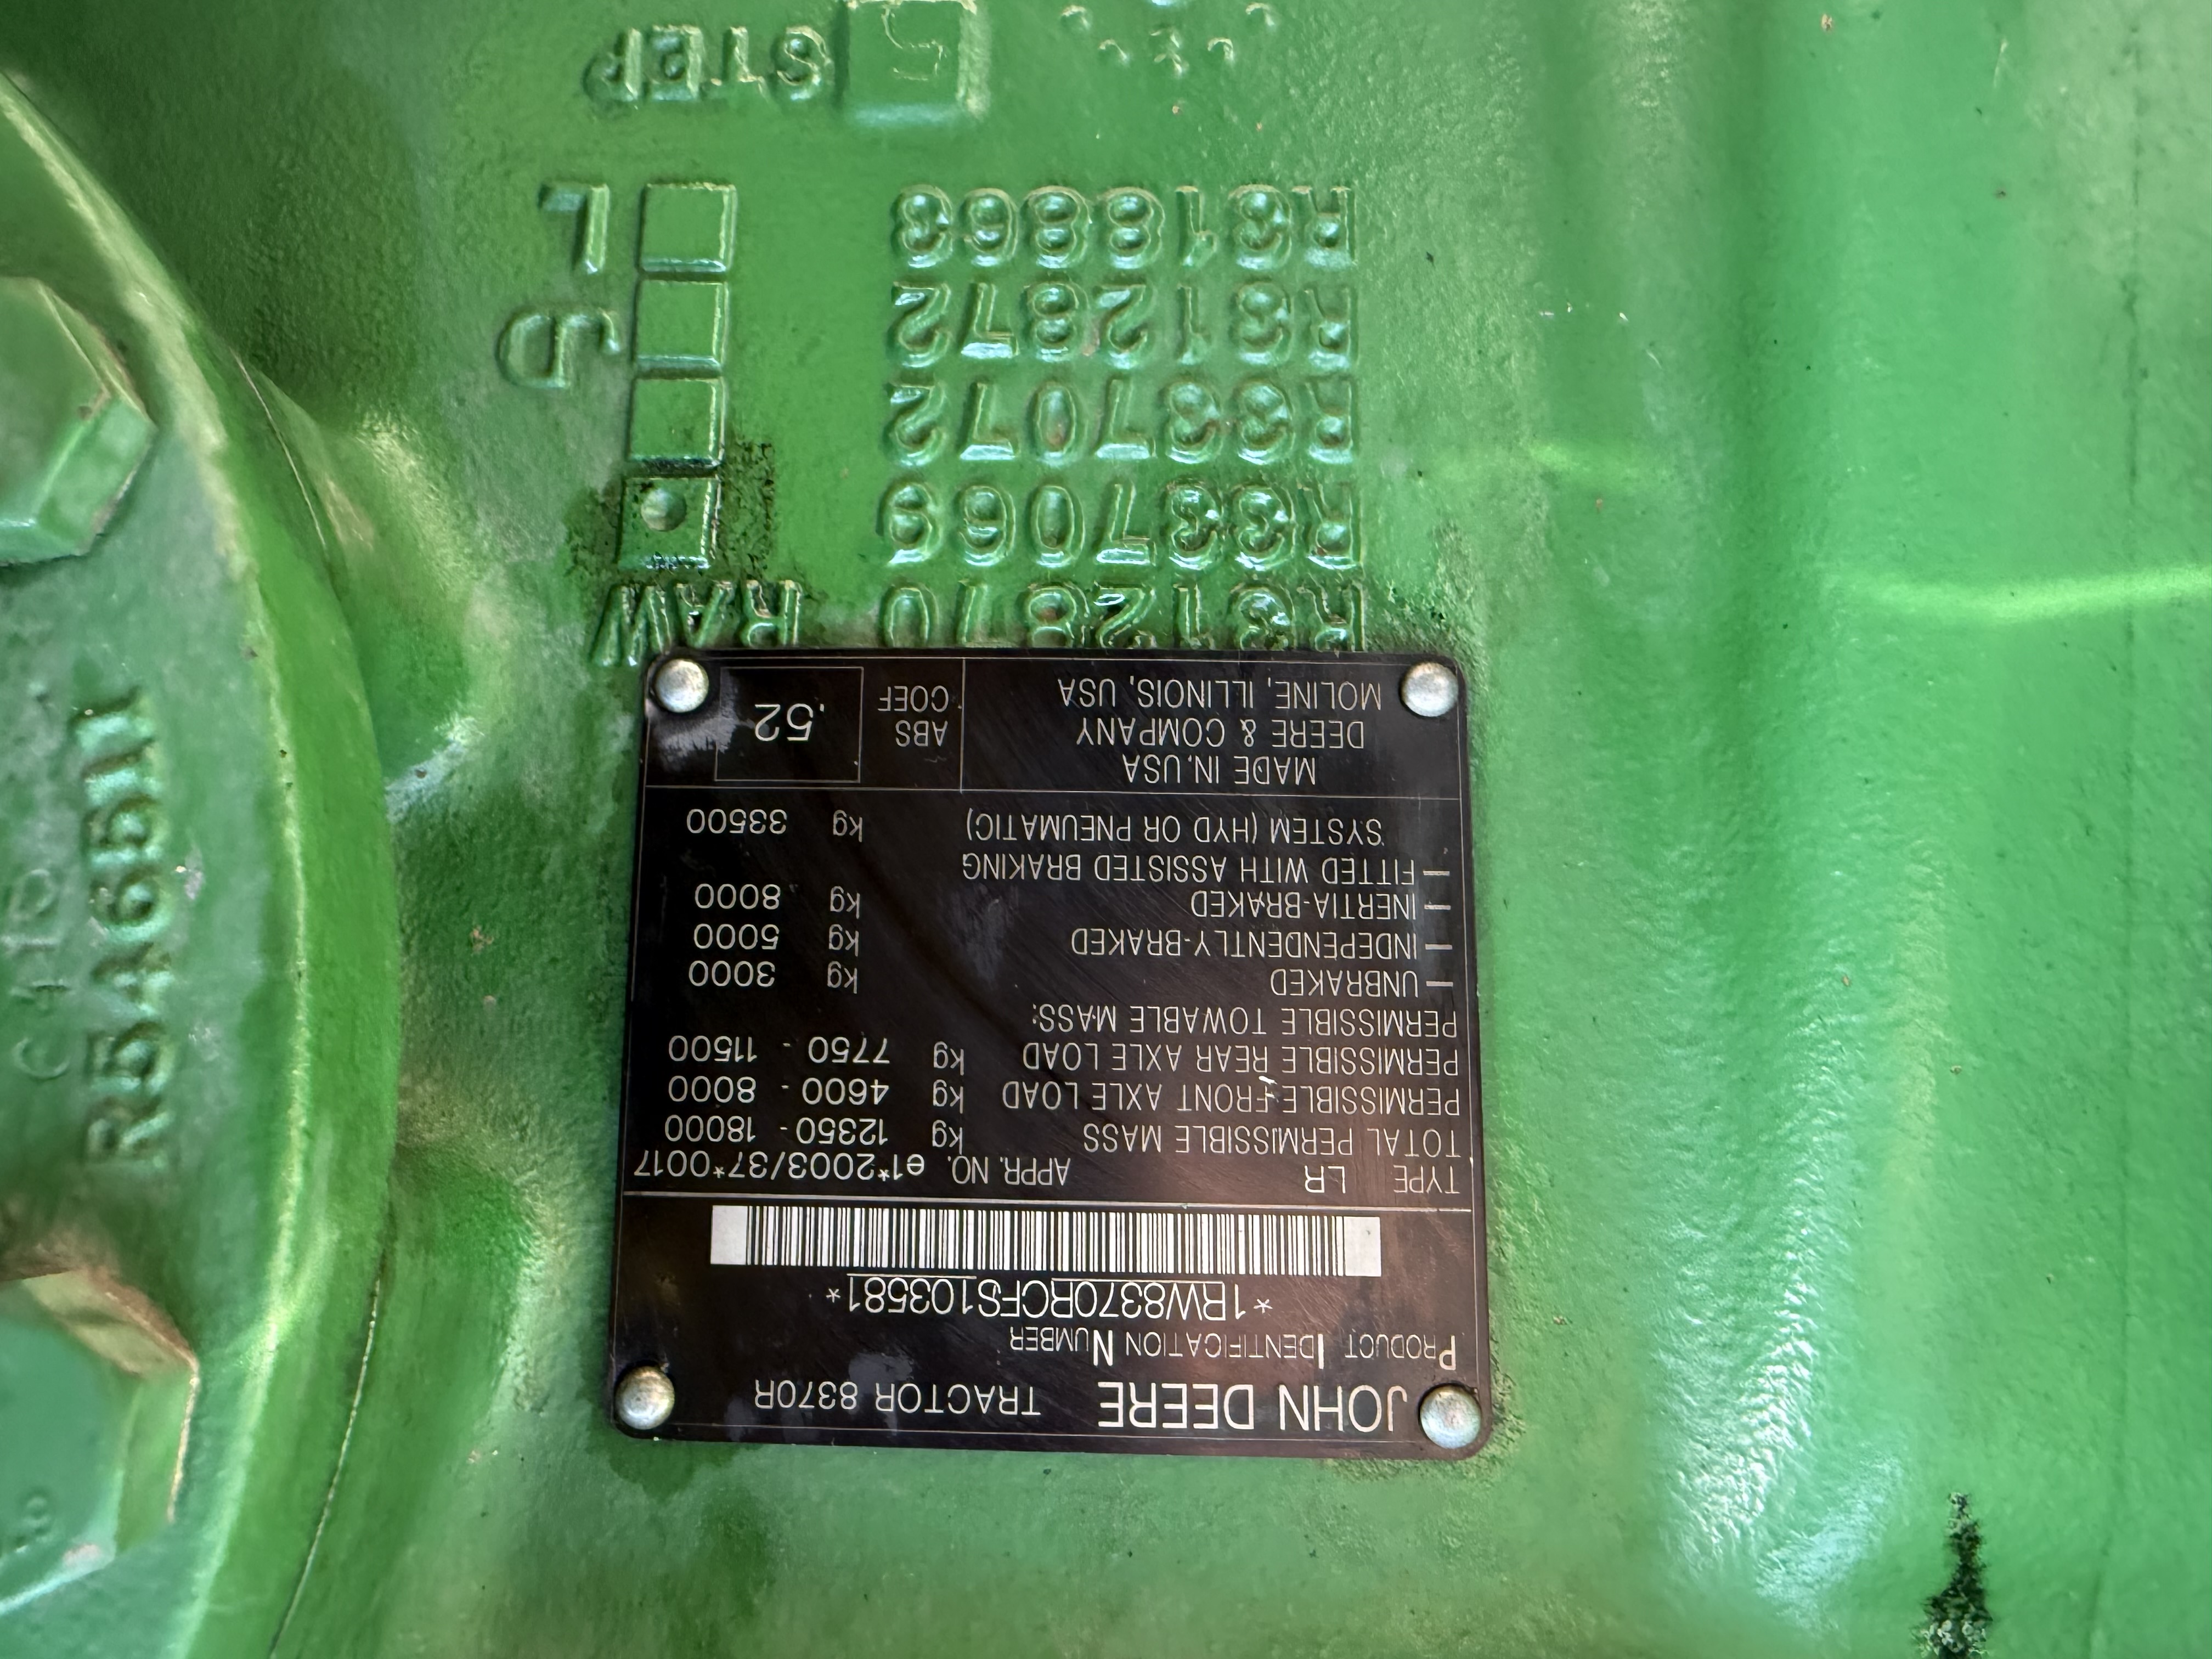 JOHN DEERE TRACTOR 8370R
PRODUCT IDENTIFICATION NUMBER
*1RW8370RCFS103581*
TYPE LR APPR. NO. e1*2003/37*0017
TOTAL PERMISSIBLE MASS kg 12350 - 18000
PERMISSIBLE FRONT AXLE LOAD kg 4600 - 8000
PERMISSIBLE REAR AXLE LOAD kg 7750 - 11500
PERMISSIBLE TOWABLE MASS:
— UNBRAKED kg 3000
— INDEPENDENTLY-BRAKED kg 5000
— INERTIA-BRAKED kg 8000
— FITTED WITH ASSISTED BRAKING
SYSTEM (HYD OR PNEUMATIC) kg 33500
MADE IN USA
DEERE & COMPANY
MOLINE, ILLINOIS, USA
ABS
COEF
.52
R312870 RAW
R337069
R337072
R312872 JD
R318863 L
5 STEP
R546511